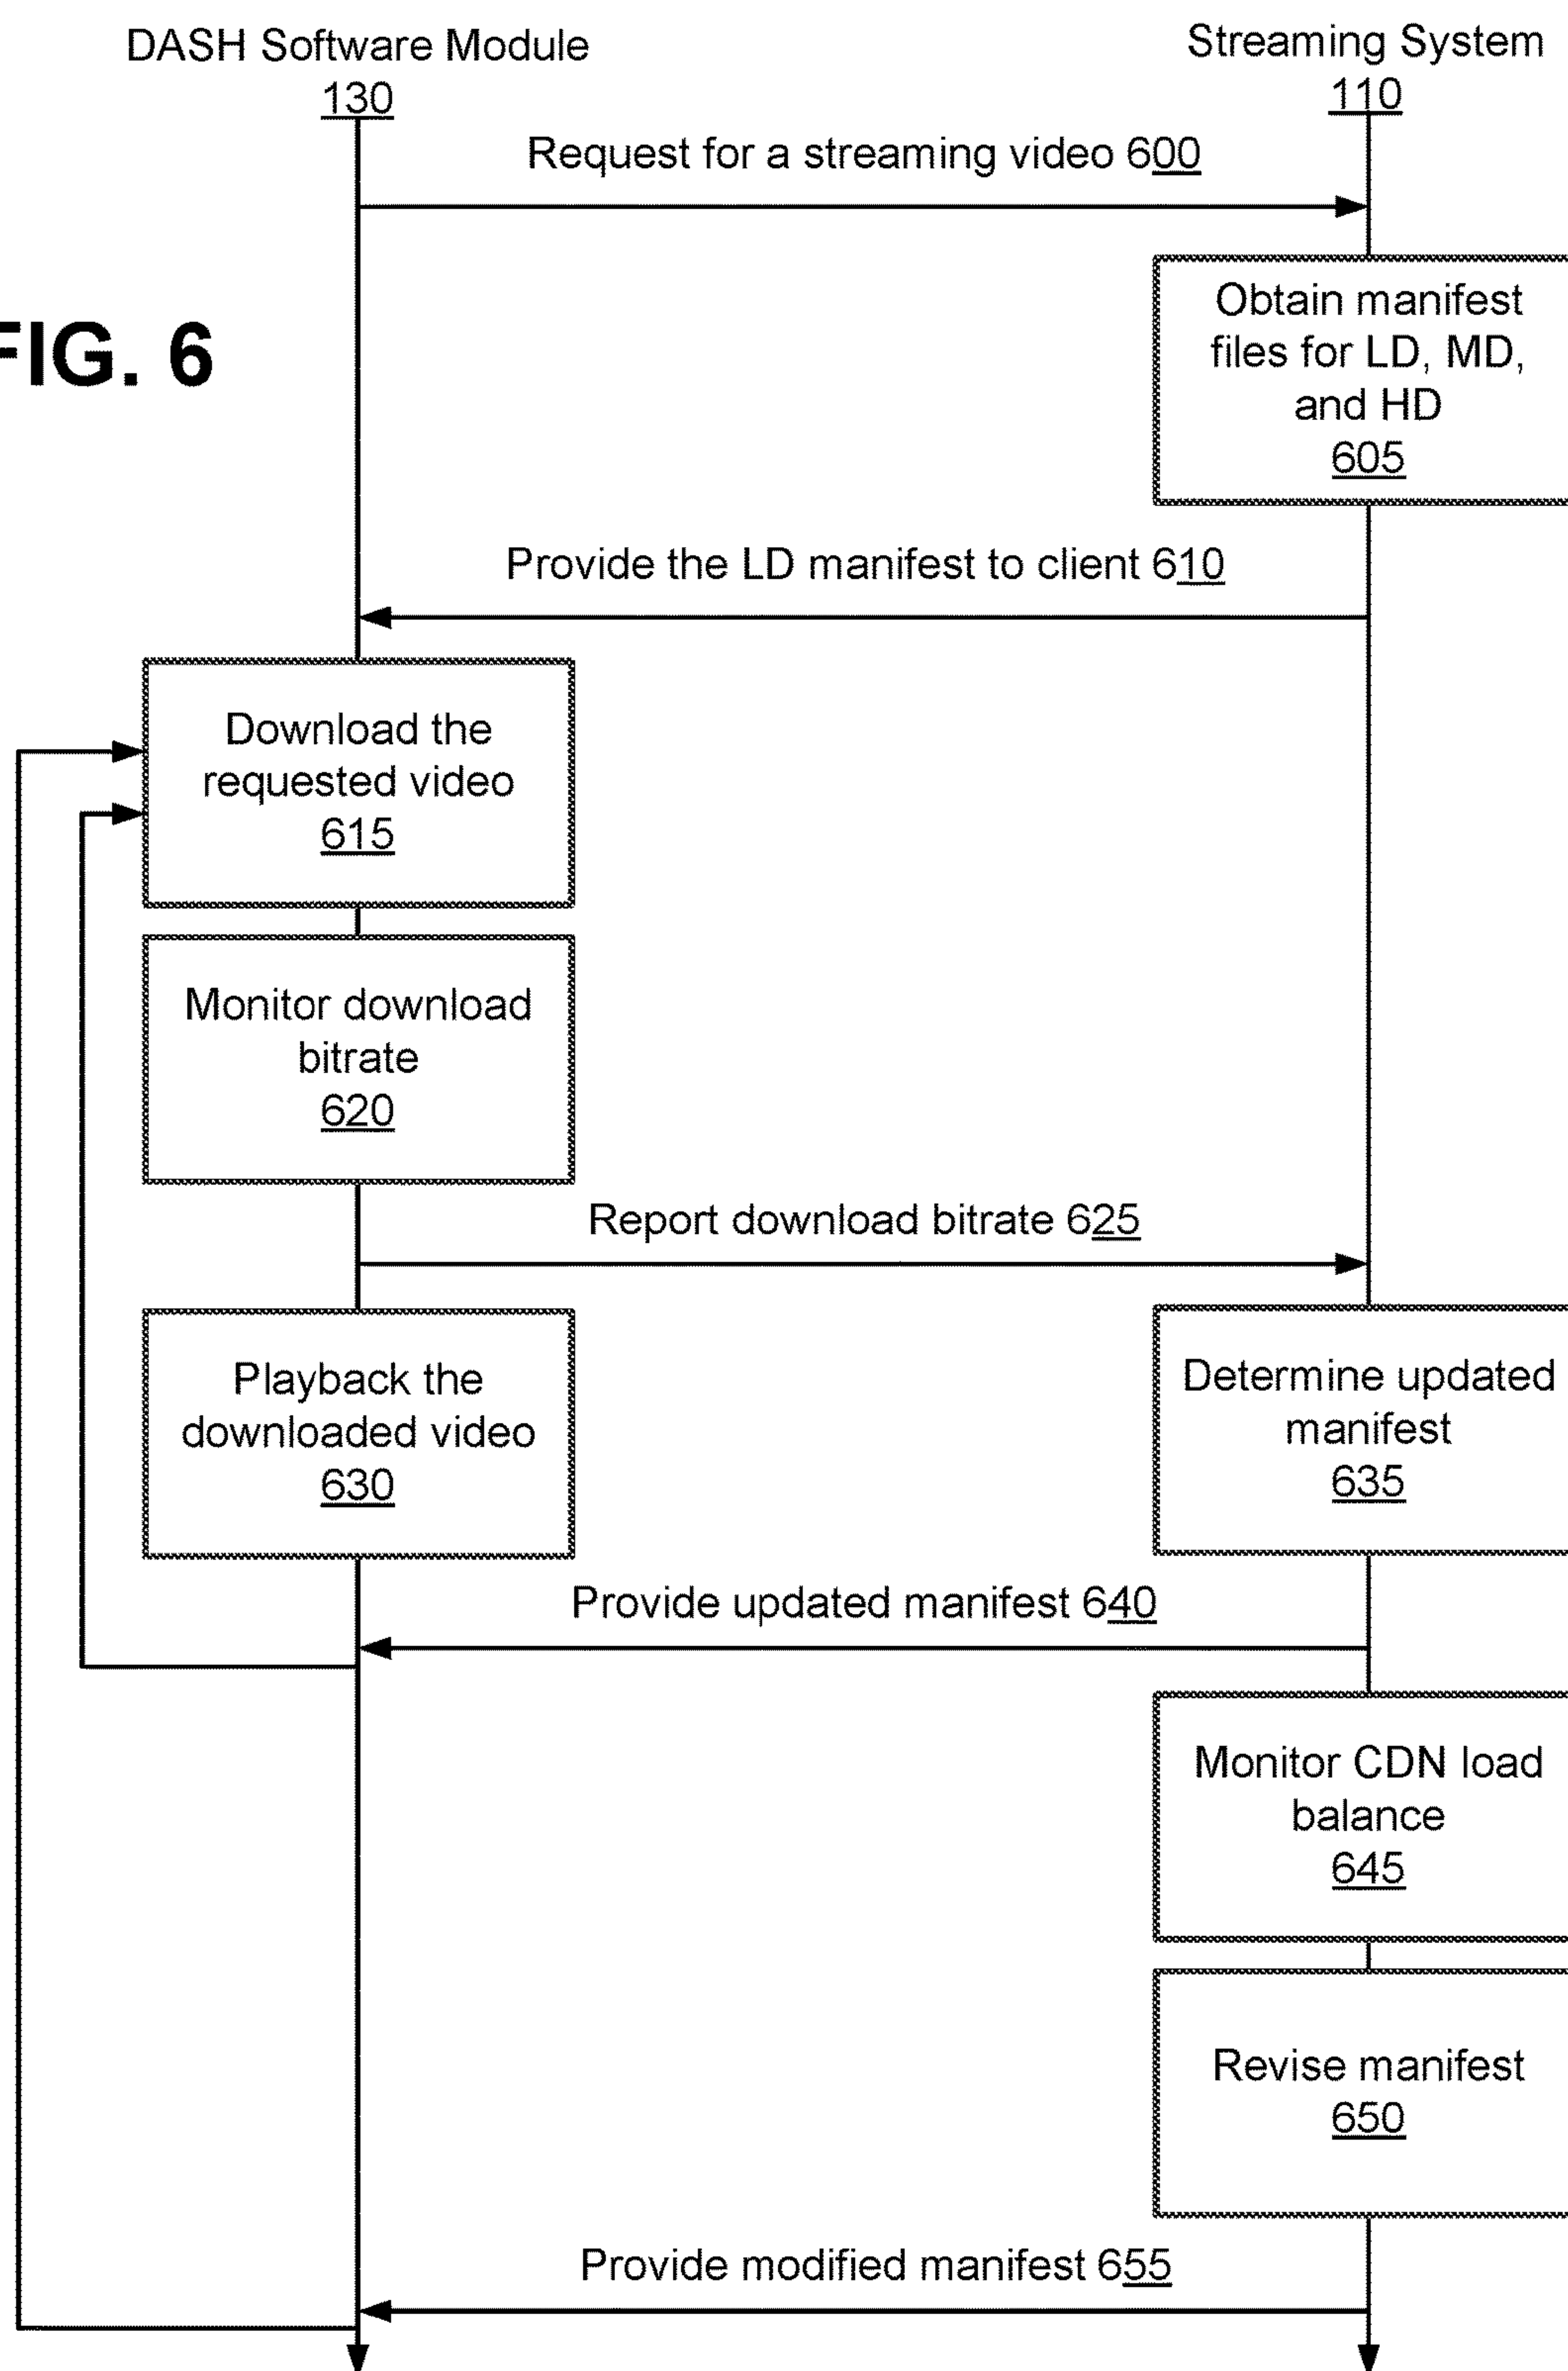 DASH Software Module
130
Streaming System
110
Request for a streaming video 600
FIG. 6
Obtain manifest
files for LD, MD,
and HD
605
Provide the LD manifest to client 610
Download the
requested video
615
Monitor download
bitrate
620
Report download bitrate 625
Playback the
downloaded video
630
Determine updated
manifest
635
Provide updated manifest 640
Monitor CDN load
balance
645
Revise manifest
650
Provide modified manifest 655